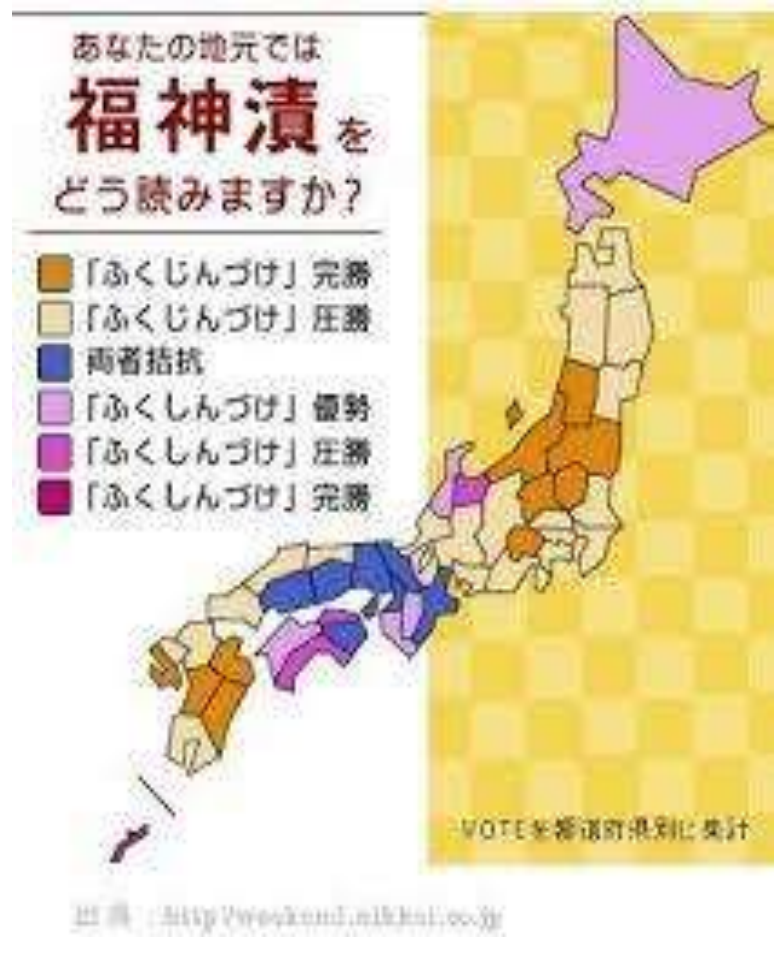 あなたの地元では
福神漬を
どう読みますか?
「ふくじんづけ」完勝
「ふくじんづけ」圧勝
両者拮抗
「ふくしんづけ」優勢
「ふくしんづけ」圧勝
「ふくしんづけ」完勝
VOTEを都道府県別に集計
出典:http://weekend.nikkei.co.jp